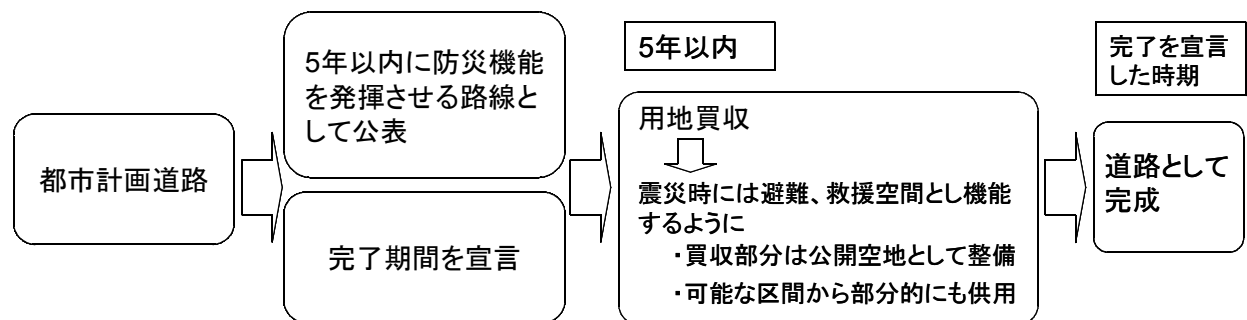 都市計画道路
5年以内に防災機能
を発揮させる路線と
して公表
完了期間を宣言
5年以内
用地買収
震災時には避難、救援空間とし機能
するように
・買収部分は公開空地として整備
・可能な区間から部分的にも供用
完了を宣言
した時期
道路として
完成